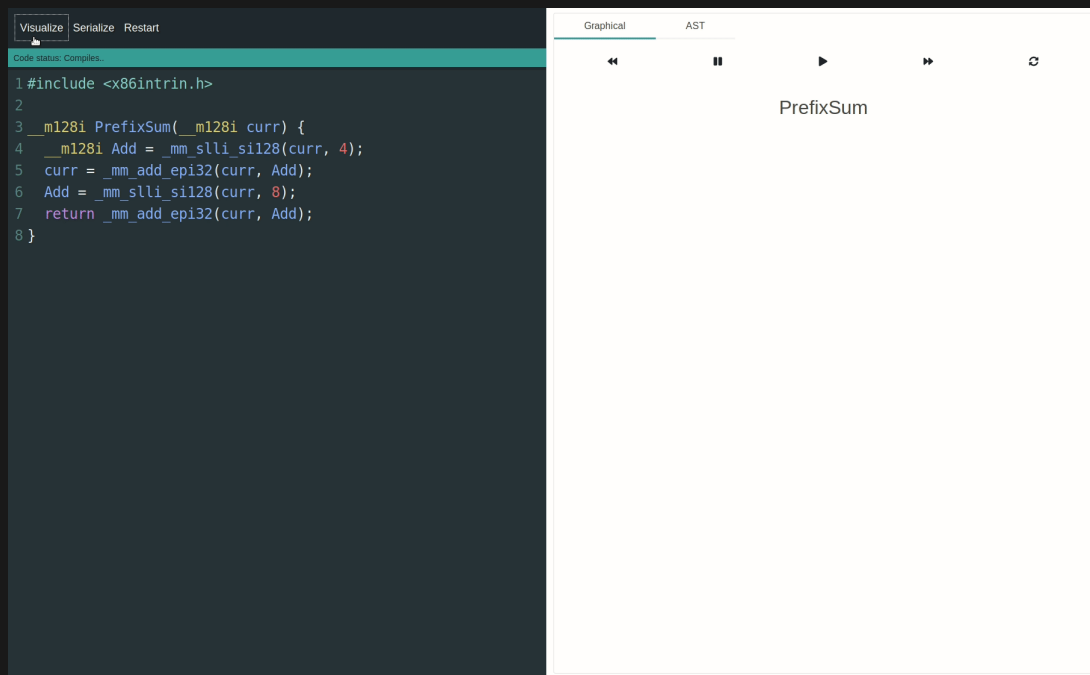 Visualize Serialize Restart
Code status: Compiles..
1 #include <x86intrin.h>
2
3 __m128i PrefixSum(__m128i curr) {
4   __m128i Add = _mm_slli_si128(curr, 4);
5   curr = _mm_add_epi32(curr, Add);
6   Add = _mm_slli_si128(curr, 8);
7   return _mm_add_epi32(curr, Add);
8 }
Graphical AST
PrefixSum